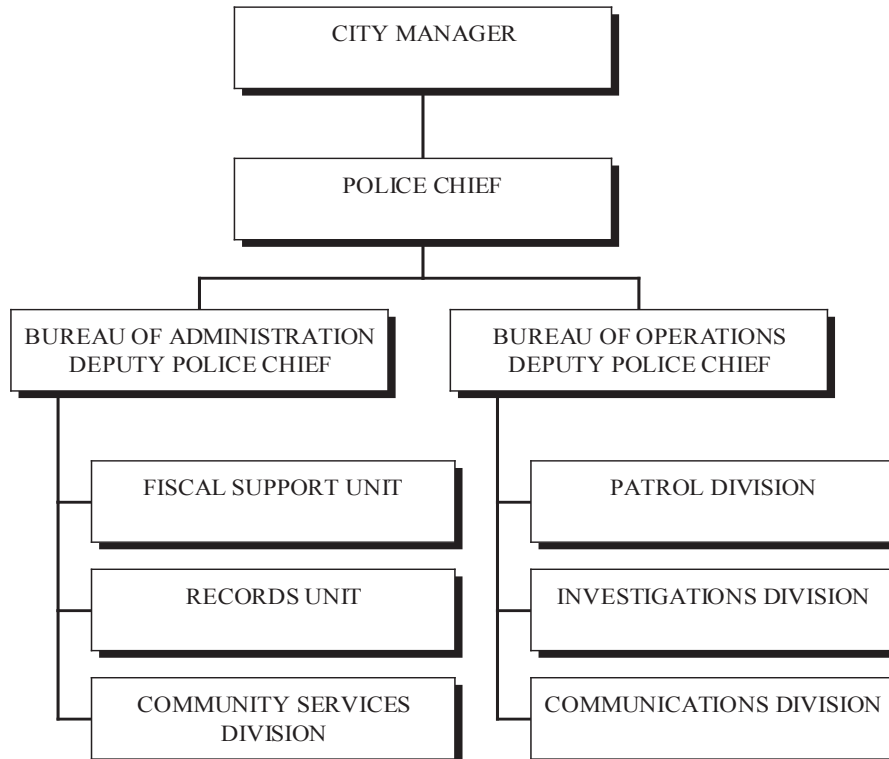 CITY MANAGER
POLICE CHIEF
BUREAU OF ADMINISTRATION
DEPUTY POLICE CHIEF
BUREAU OF OPERATIONS
DEPUTY POLICE CHIEF
FISCAL SUPPORT UNIT
RECORDS UNIT
COMMUNITY SERVICES
DIVISION
PATROL DIVISION
INVESTIGATIONS DIVISION
COMMUNICATIONS DIVISION